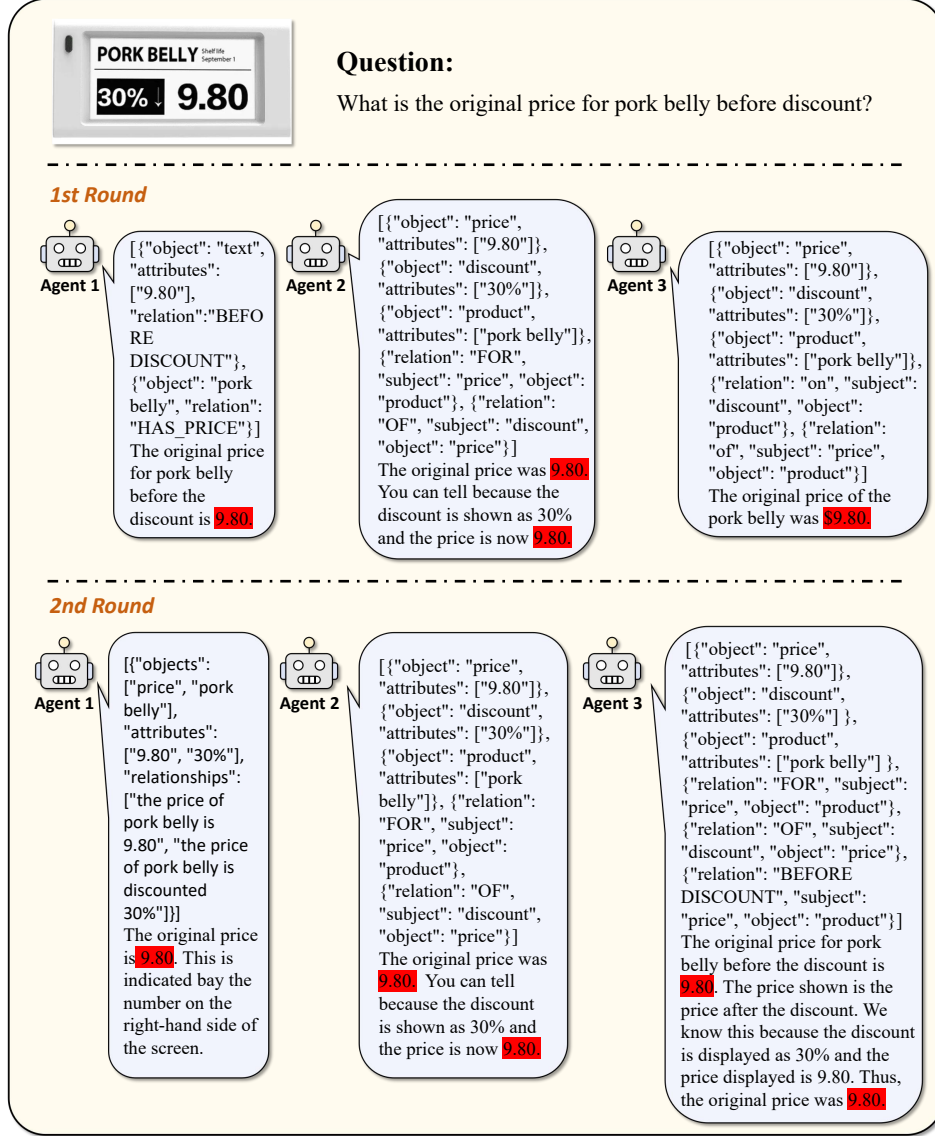 PORK BELLY Shelf life
September 1
30%↓ 9.80
Question:
What is the original price for pork belly before discount?
1st Round
Agent 1
[{"object": "text",
"attributes":
["9.80"],
"relation":"BEFO
RE
DISCOUNT"},
{"object": "pork
belly", "relation":
"HAS_PRICE"}]
The original price
for pork belly
before the
discount is 9.80.
Agent 2
[{"object": "price",
"attributes": ["9.80"]},
{"object": "discount",
"attributes": ["30%"]},
{"object": "product",
"attributes": ["pork belly"]},
{"relation": "FOR",
"subject": "price", "object":
"product"}, {"relation":
"OF", "subject": "discount",
"object": "price"}]
The original price was 9.80.
You can tell because the
discount is shown as 30%
and the price is now 9.80.
Agent 3
[{"object": "price",
"attributes": ["9.80"]},
{"object": "discount",
"attributes": ["30%"]},
{"object": "product",
"attributes": ["pork belly"]},
{"relation": "on", "subject":
"discount", "object":
"product"}, {"relation":
"of", "subject": "price",
"object": "product"}]
The original price of the
pork belly was $9.80.
2nd Round
Agent 1
[{"objects":
["price", "pork
belly"],
"attributes":
["9.80", "30%"],
"relationships":
["the price of
pork belly is
9.80", "the price
of pork belly is
discounted
30%"]}]
The original price
is 9.80. This is
indicated bay the
number on the
right-hand side of
the screen.
Agent 2
[{"object": "price",
"attributes": ["9.80"]},
{"object": "discount",
"attributes": ["30%"]},
{"object": "product",
"attributes": ["pork
belly"]}, {"relation":
"FOR", "subject":
"price", "object":
"product"},
{"relation": "OF",
"subject": "discount",
"object": "price"}]
The original price was
9.80. You can tell
because the discount
is shown as 30% and
the price is now 9.80.
Agent 3
[{"object": "price",
"attributes": ["9.80"]},
{"object": "discount",
"attributes": ["30%"] },
{"object": "product",
"attributes": ["pork belly"] },
{"relation": "FOR", "subject":
"price", "object": "product"},
{"relation": "OF", "subject":
"discount", "object": "price"},
{"relation": "BEFORE
DISCOUNT", "subject":
"price", "object": "product"}]
The original price for pork
belly before the discount is
9.80. The price shown is the
price after the discount. We
know this because the discount
is displayed as 30% and the
price displayed is 9.80. Thus,
the original price was 9.80.